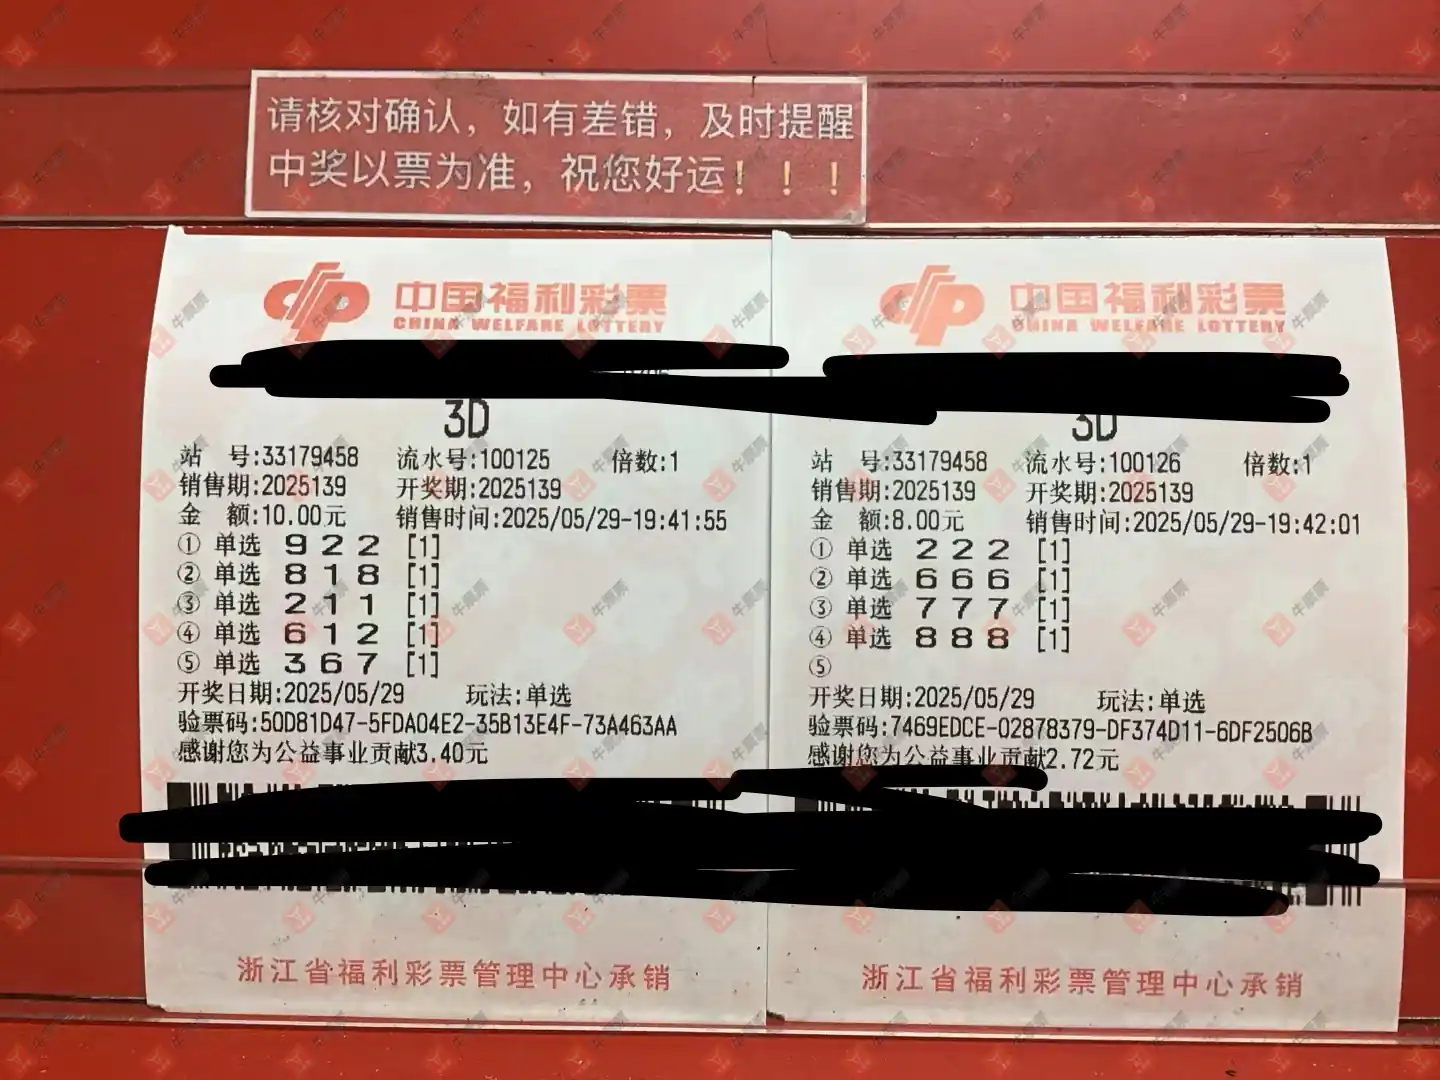 请核对确认，如有差错，及时提醒
中奖以票为准，祝您好运！！！
中国福利彩票
CHINA WELFARE LOTTERY
3D
站 号:33179458 流水号:100125 倍数:1
销售期:2025139 开奖期:2025139
金 额:10.00元 销售时间:2025/05/29-19:41:55
① 单选 9 2 2 [1]
② 单选 8 1 8 [1]
③ 单选 2 1 1 [1]
④ 单选 6 1 2 [1]
⑤ 单选 3 6 7 [1]
开奖日期:2025/05/29 玩法:单选
验票码:50D81D47-5FDA04E2-35B13E4F-73A463AA
感谢您为公益事业贡献3.40元
浙江省福利彩票管理中心承销
中国福利彩票
CHINA WELFARE LOTTERY
3D
站 号:33179458 流水号:100126 倍数:1
销售期:2025139 开奖期:2025139
金 额:8.00元 销售时间:2025/05/29-19:42:01
① 单选 2 2 2 [1]
② 单选 6 6 6 [1]
③ 单选 7 7 7 [1]
④ 单选 8 8 8 [1]
⑤
开奖日期:2025/05/29 玩法:单选
验票码:7469EDCE-02878379-DF374D11-6DF2506B
感谢您为公益事业贡献2.72元
浙江省福利彩票管理中心承销
牛票票